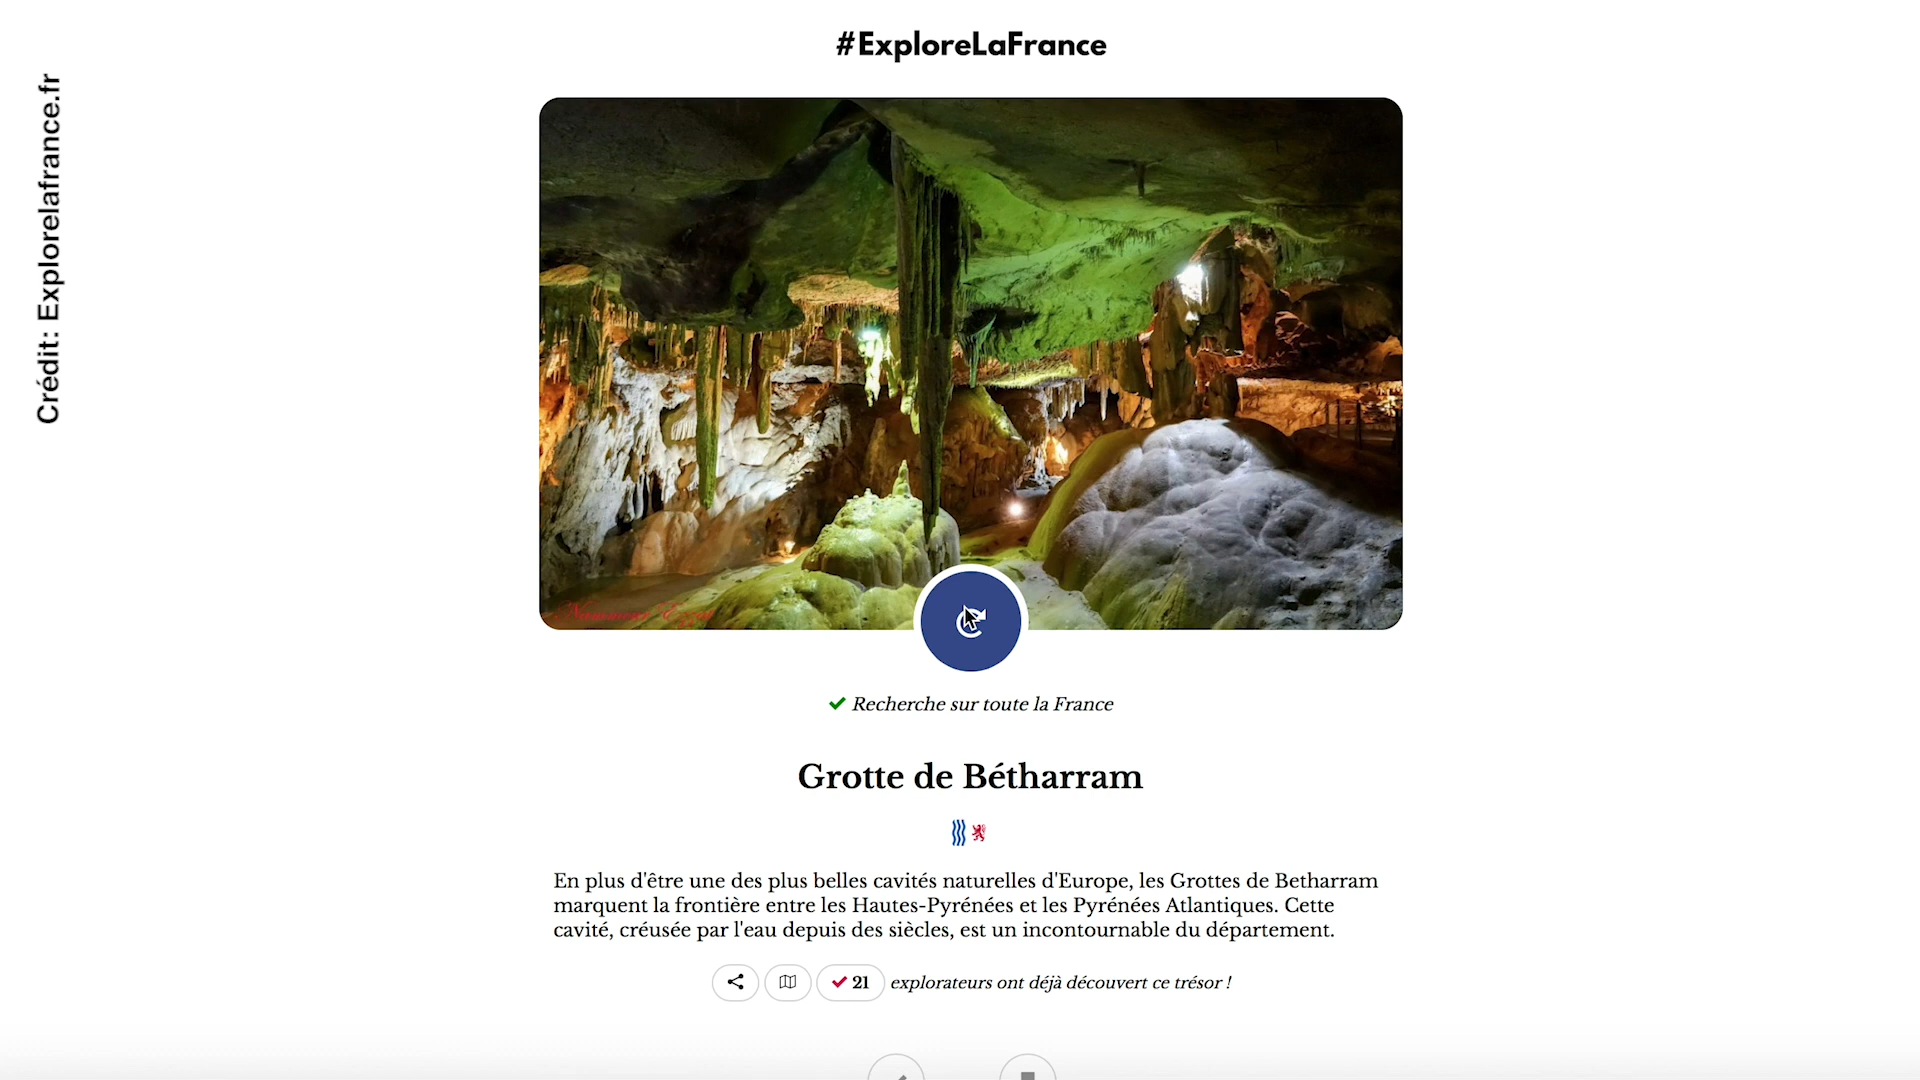 #ExploreLaFrance
Crédit: Explorelafrance.fr
Recherche sur toute la France
Grotte de Bétharram
En plus d'être une des plus belles cavités naturelles d'Europe, les Grottes de Betharram
marquent la frontière entre les Hautes-Pyrénées et les Pyrénées Atlantiques. Cette
cavité, créusée par l'eau depuis des siècles, est un incontournable du département.
21 explorateurs ont déjà découvert ce trésor !